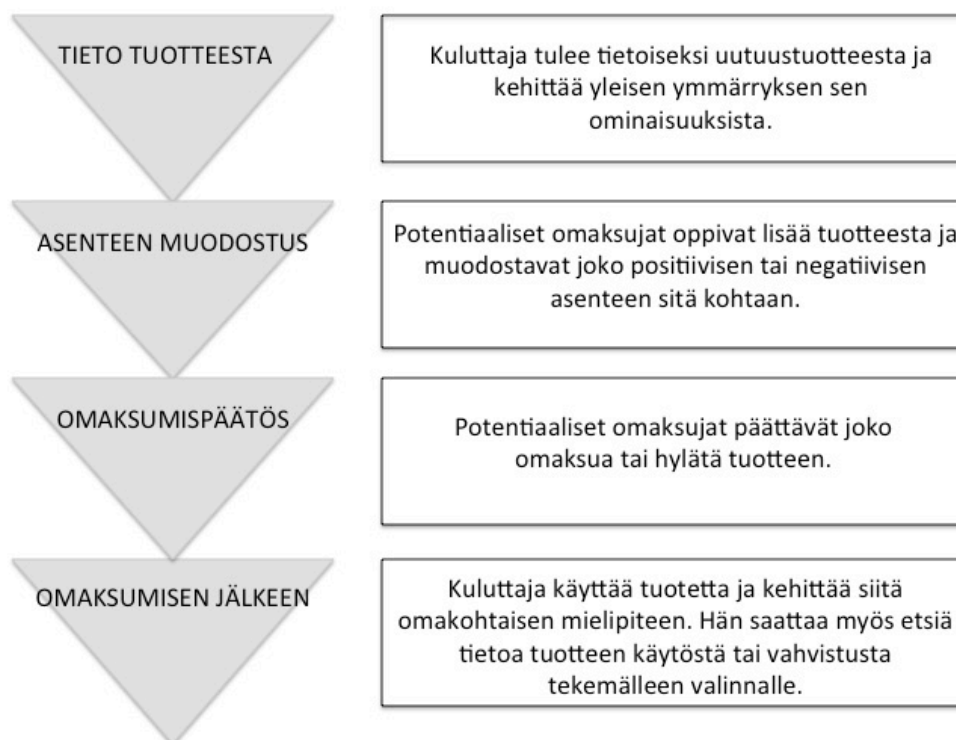 TIETO TUOTTEESTA
Kuluttaja tulee tietoiseksi uutuustuotteesta ja
kehittää yleisen ymmärryksen sen
ominaisuuksista.
ASENTEEN MUODOSTUS
Potentiaaliset omaksujat oppivat lisää tuotteesta ja
muodostavat joko positiivisen tai negatiivisen
asenteen sitä kohtaan.
OMAKSUMISPÄÄTÖS
Potentiaaliset omaksujat päättävät joko
omaksua tai hylätä tuotteen.
OMAKSUMISEN JÄLKEEN
Kuluttaja käyttää tuotetta ja kehittää siitä
omakohtaisen mielipiteen. Hän saattaa myös etsiä
tietoa tuotteen käytöstä tai vahvistusta
tekemälleen valinnalle.